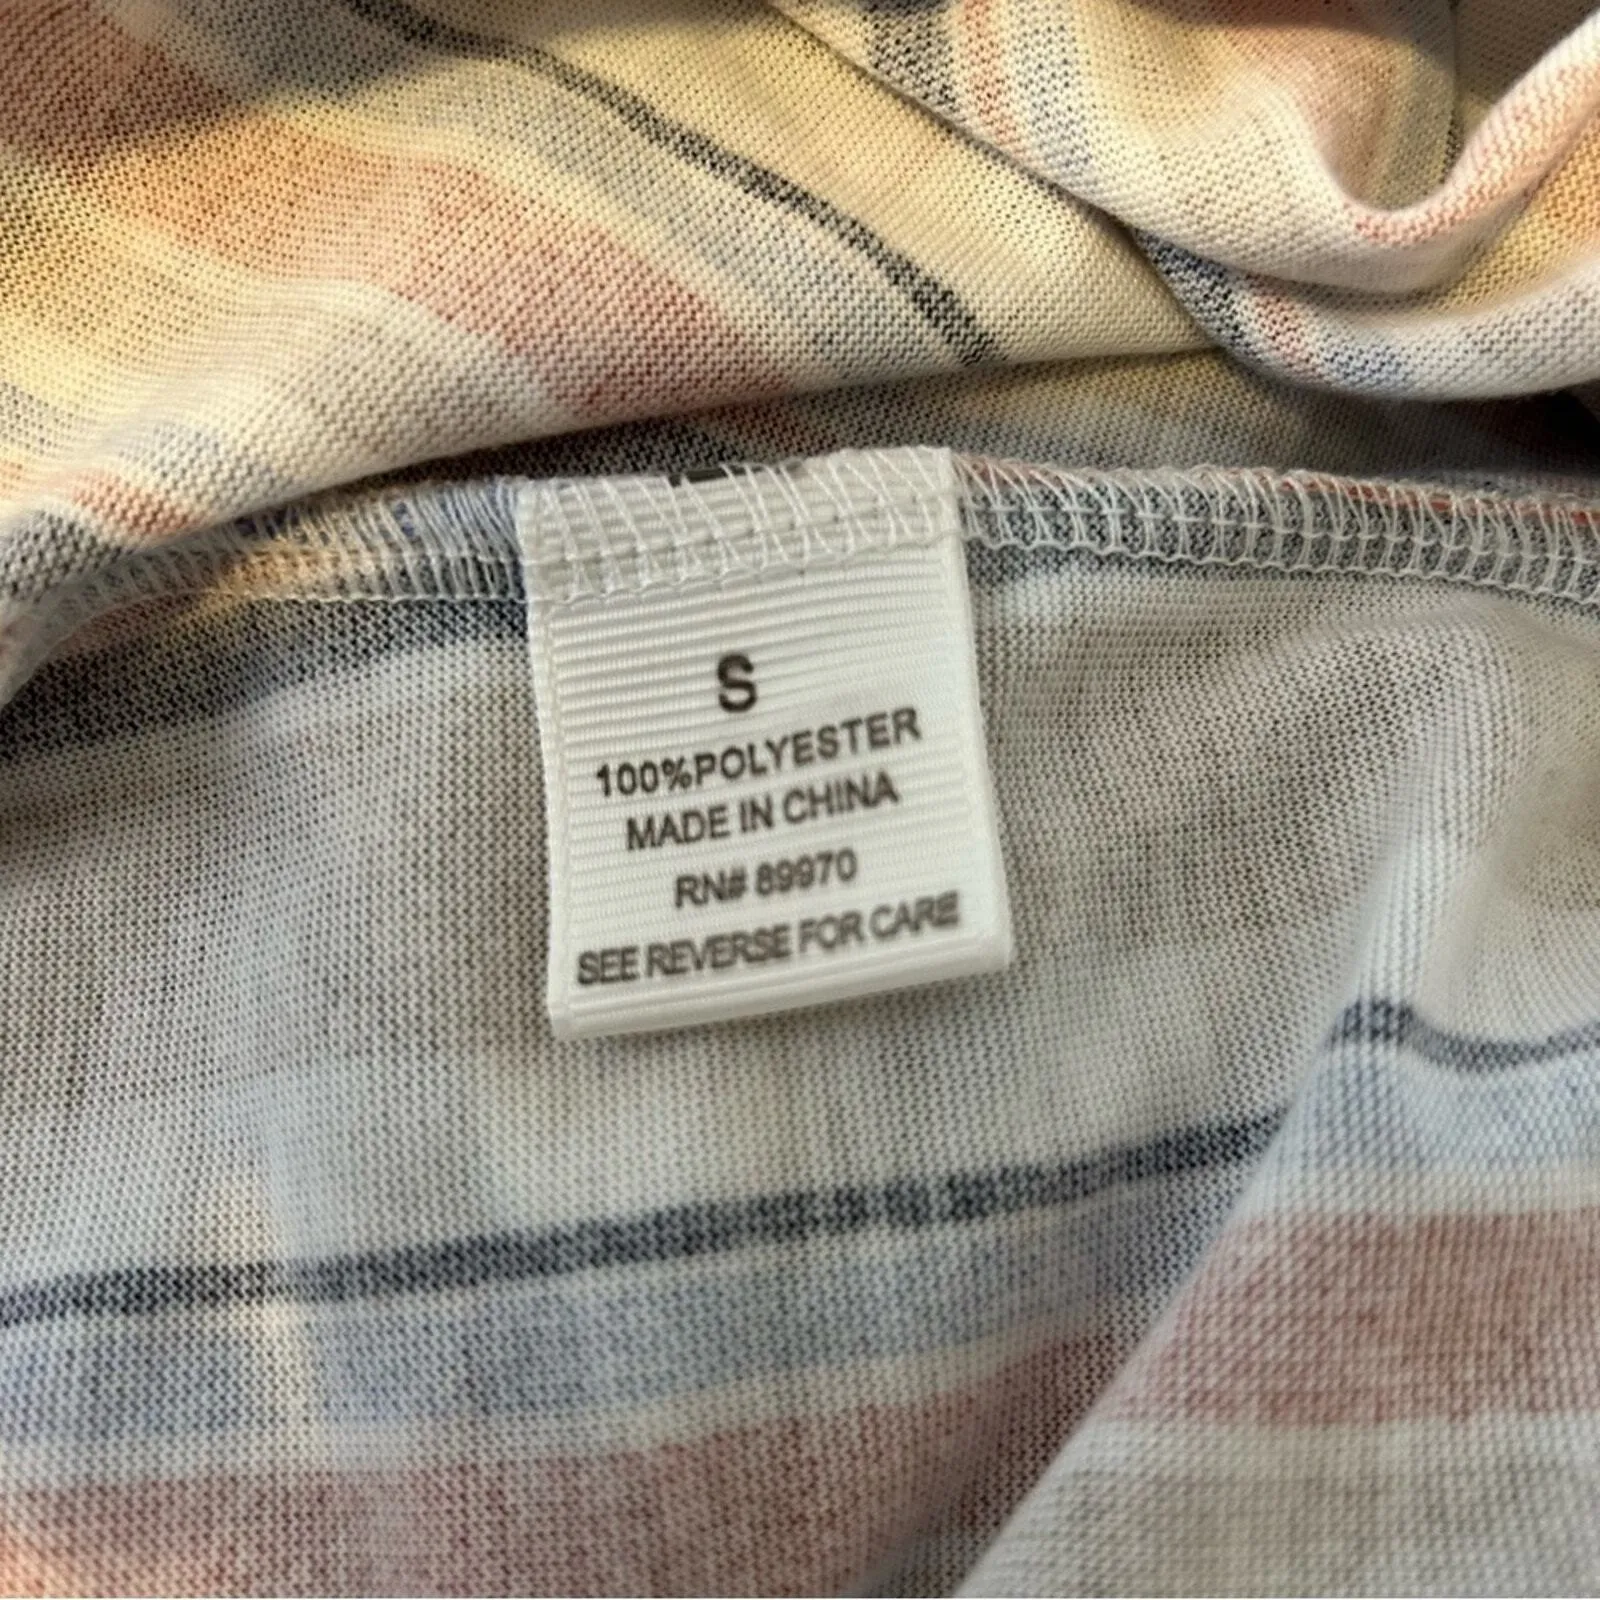 S
100%POLYESTER
MADE IN CHINA
RN# 89970
SEE REVERSE FOR CARE